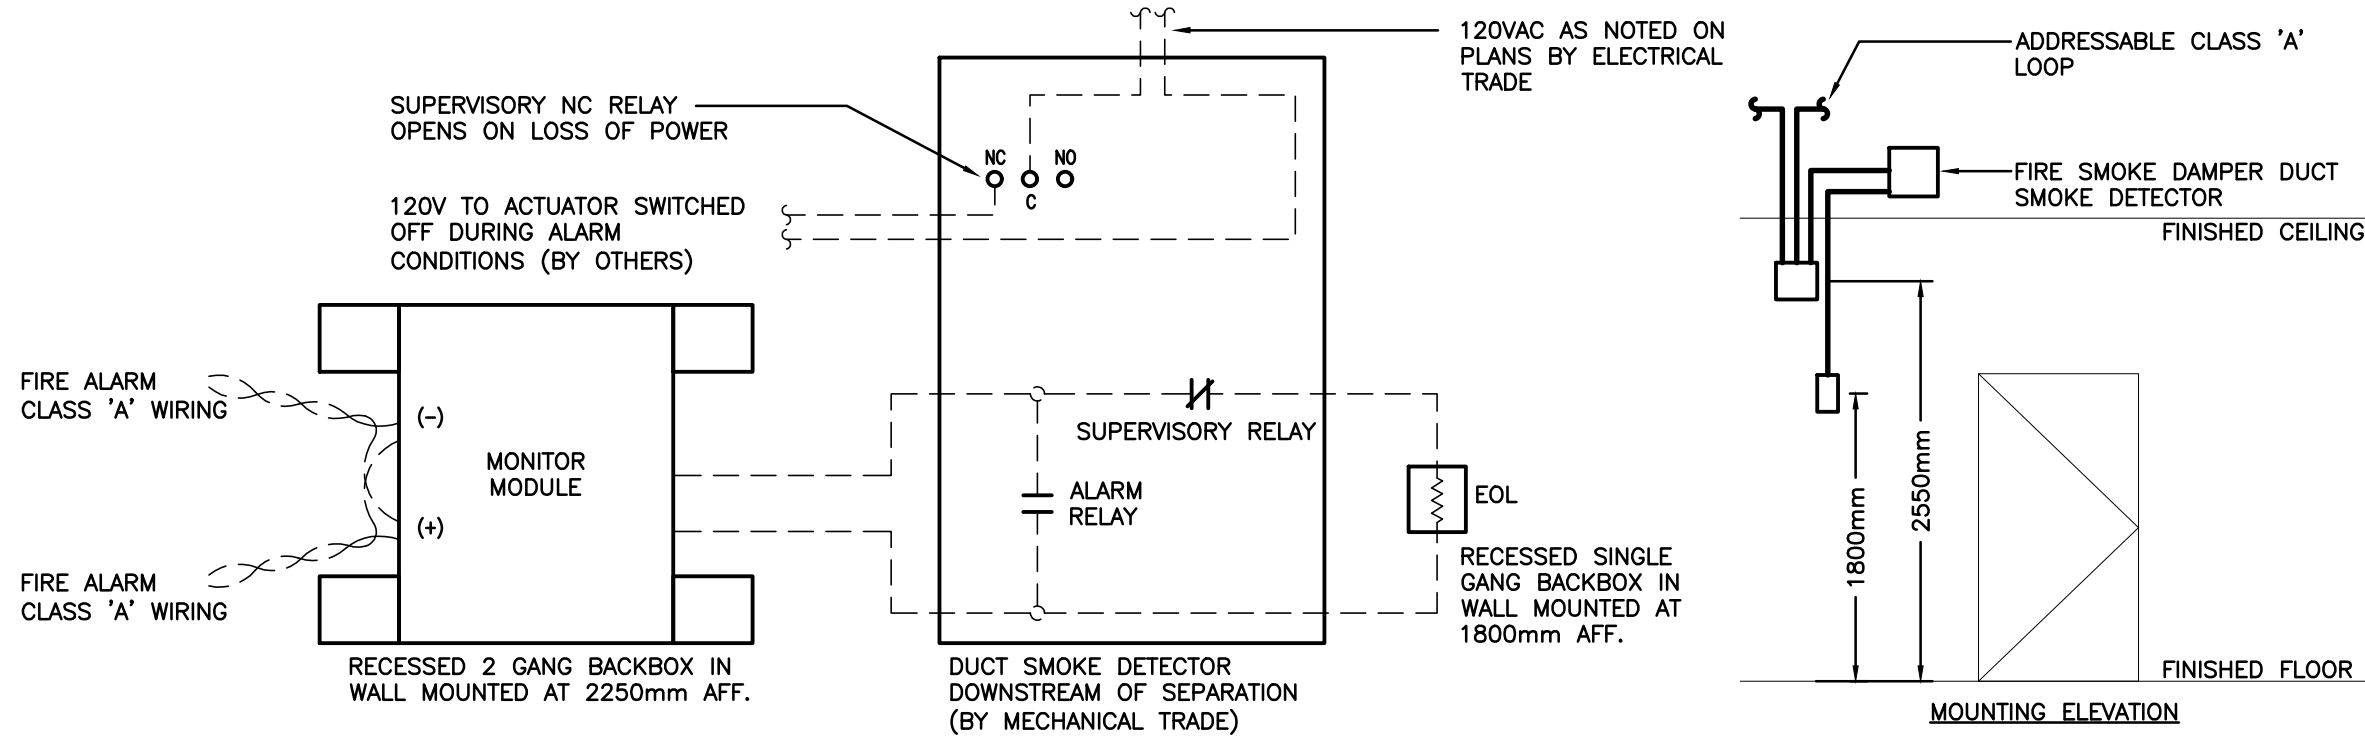 120VAC AS NOTED ON
PLANS BY ELECTRICAL
TRADE
SUPERVISORY NC RELAY
OPENS ON LOSS OF POWER
NC
NO
C
120V TO ACTUATOR SWITCHED
OFF DURING ALARM
CONDITIONS (BY OTHERS)
FIRE ALARM
CLASS 'A' WIRING
(-)
MONITOR
MODULE
(+)
FIRE ALARM
CLASS 'A' WIRING
RECESSED 2 GANG BACKBOX IN
WALL MOUNTED AT 2250mm AFF.
SUPERVISORY RELAY
ALARM
RELAY
EOL
RECESSED SINGLE
GANG BACKBOX IN
WALL MOUNTED AT
1800mm AFF.
DUCT SMOKE DETECTOR
DOWNSTREAM OF SEPARATION
(BY MECHANICAL TRADE)
ADDRESSABLE CLASS 'A'
LOOP
FIRE SMOKE DAMPER DUCT
SMOKE DETECTOR
FINISHED CEILING
1800mm
2550mm
FINISHED FLOOR
MOUNTING ELEVATION